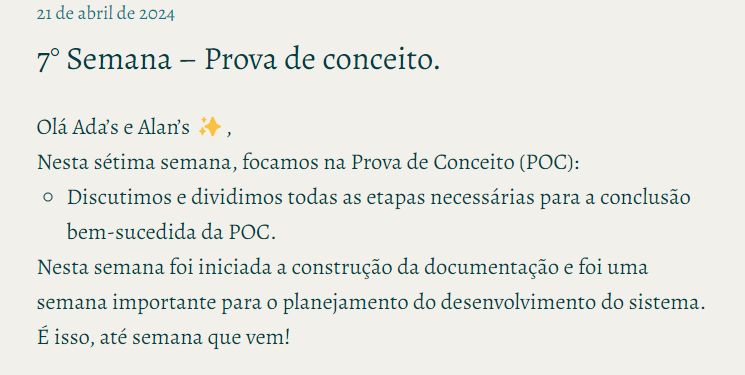 21 de abril de 2024
7° Semana – Prova de conceito.
Olá Ada's e Alan's ✨ ,
Nesta sétima semana, focamos na Prova de Conceito (POC):
○ Discutimos e dividimos todas as etapas necessárias para a conclusão
bem-sucedida da POC.
Nesta semana foi iniciada a construção da documentação e foi uma
semana importante para o planejamento do desenvolvimento do sistema.
É isso, até semana que vem!